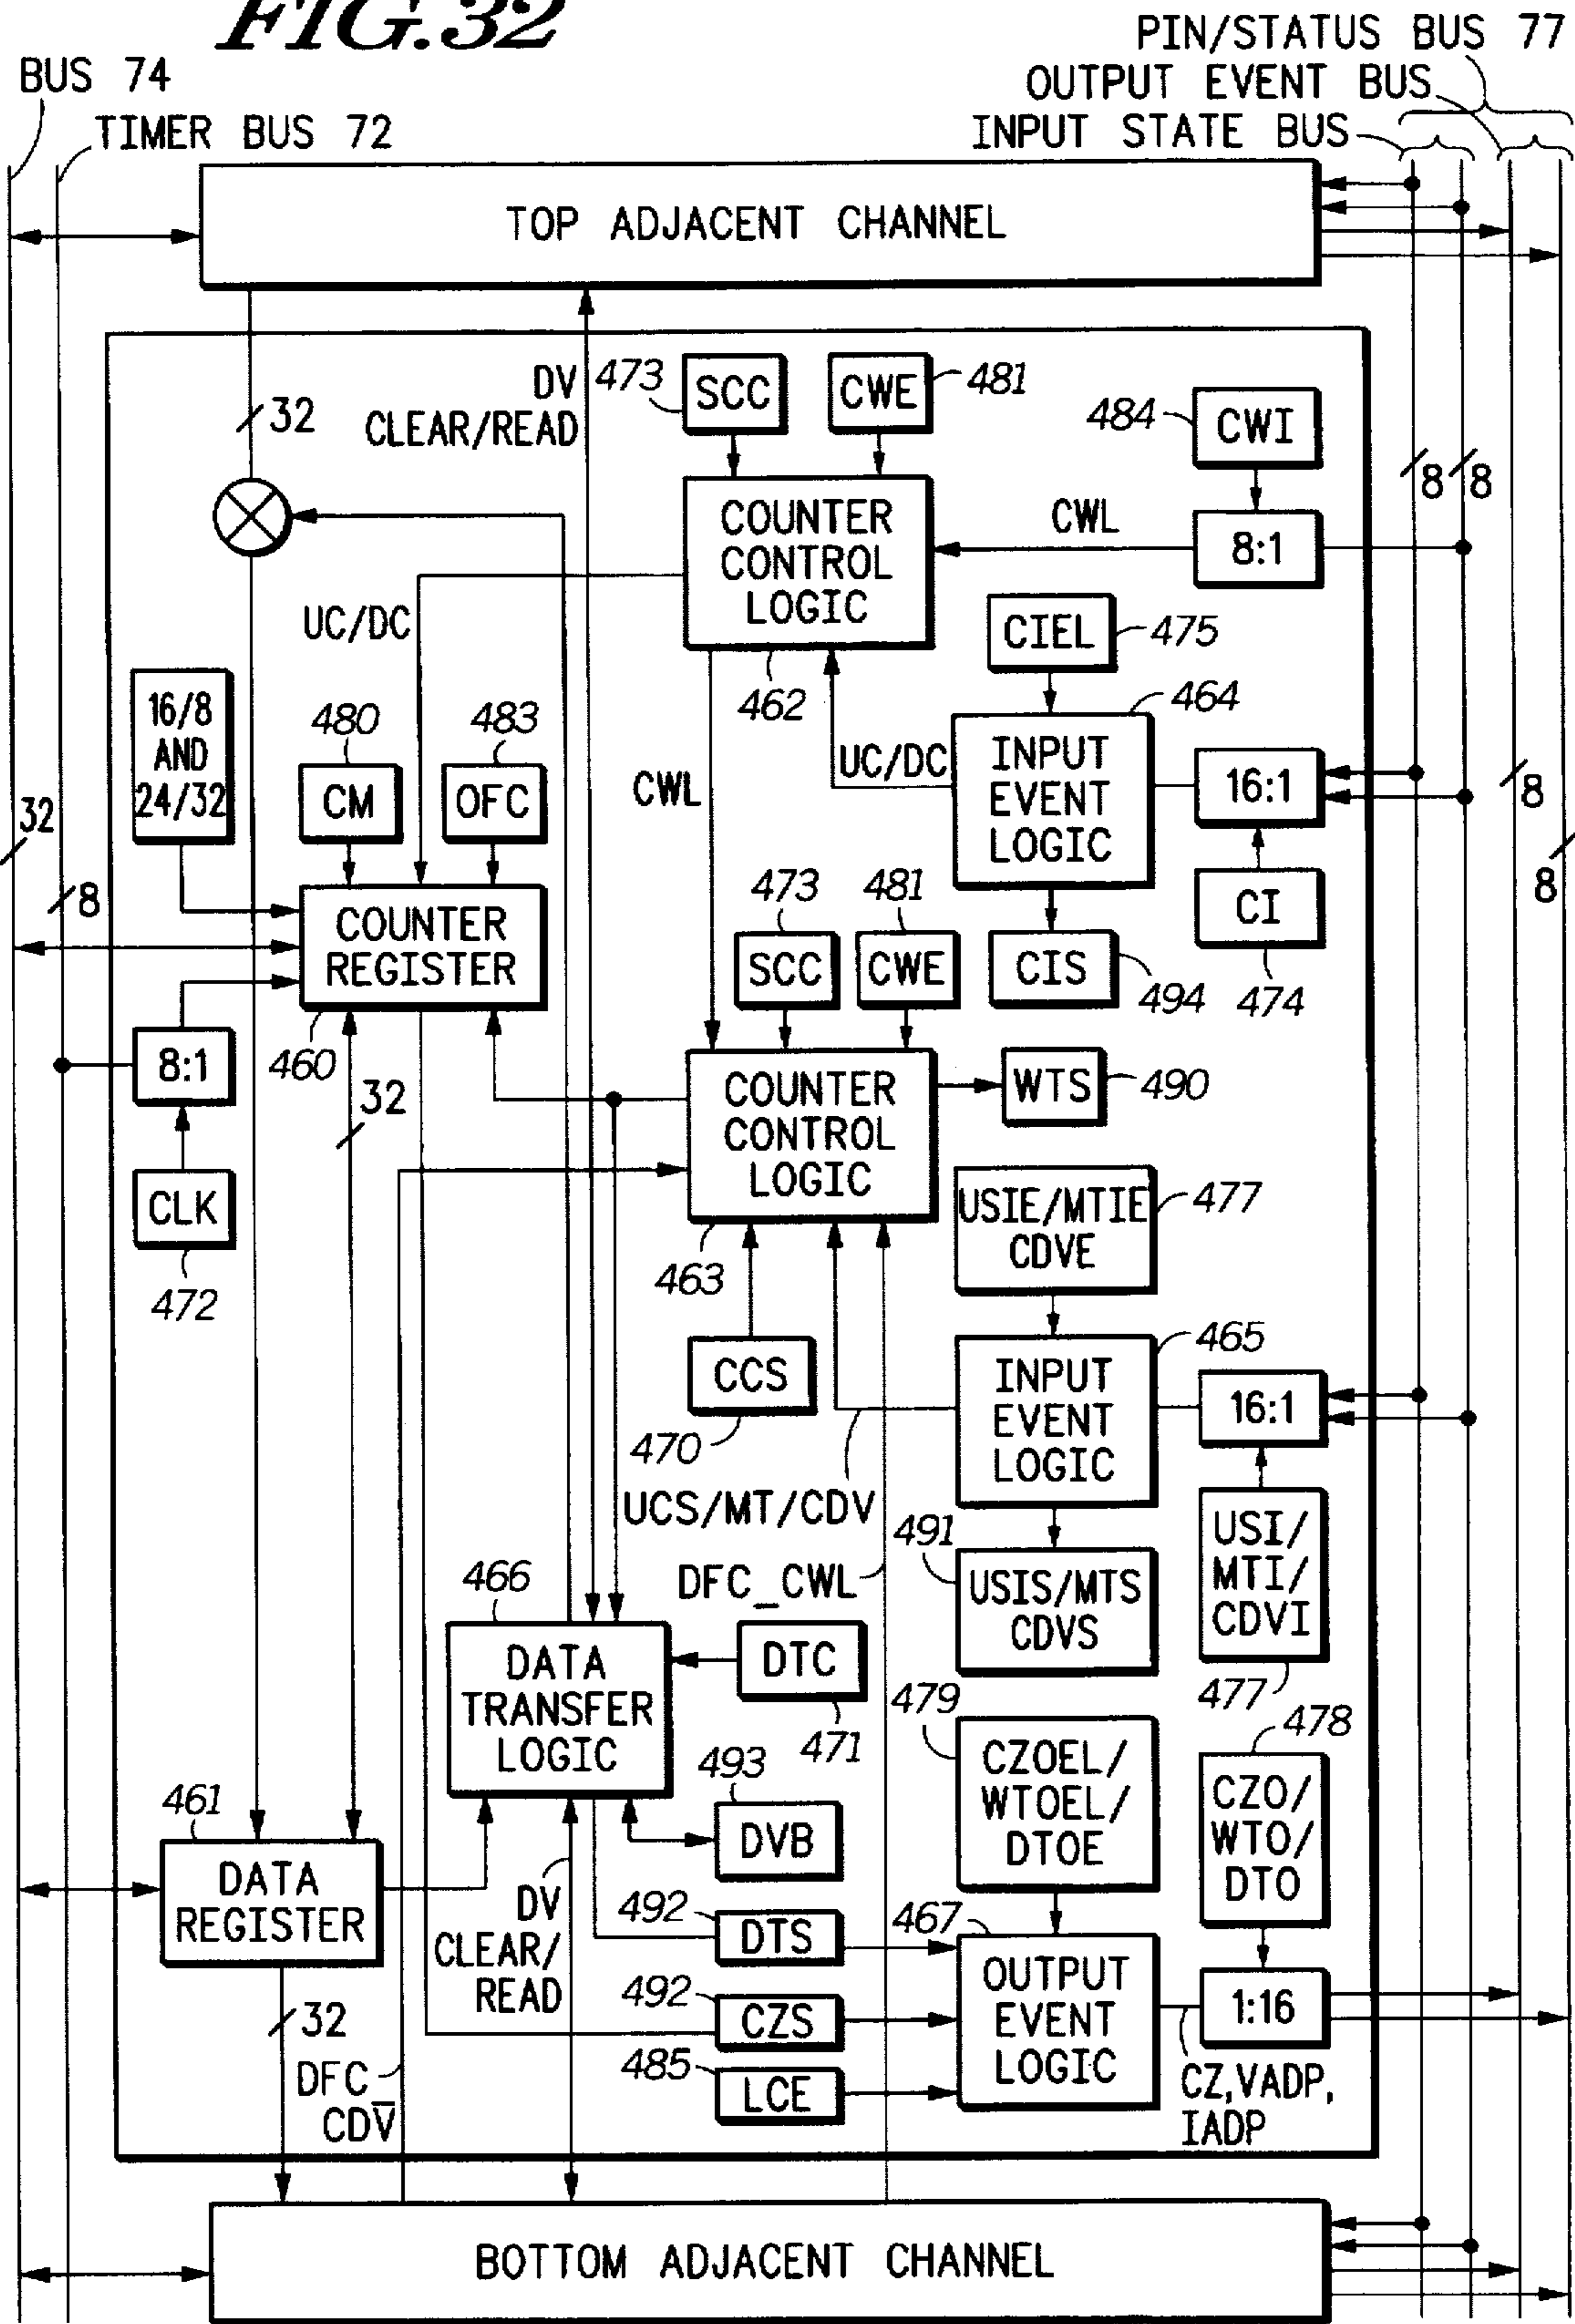 FIG.32
PIN/STATUS BUS 77
BUS 74
OUTPUT EVENT BUS
TIMER BUS 72
INPUT STATE BUS
TOP ADJACENT CHANNEL
32
DV
CLEAR/READ
473
SCC
CWE
481
484
CWI
8
8
COUNTER
CONTROL
LOGIC
462
CWL
8:1
UC/DC
CIEL
475
464
16/8
AND
24/32
480
CM
483
OFC
CWL
UC/DC
INPUT
EVENT
LOGIC
16:1
8
32
8
8
CI
474
COUNTER
REGISTER
460
473
SCC
481
CWE
CIS
494
8:1
32
COUNTER
CONTROL
LOGIC
463
WTS
490
CLK
472
USIE/MTIE
CDVE
477
CCS
470
465
INPUT
EVENT
LOGIC
16:1
UCS/MT/CDV
491
USI/
MTI/
CDVI
477
466
DFC_CWL
USIS/MTS
CDVS
DATA
TRANSFER
LOGIC
DTC
471
479
478
CZOEL/
WTOEL/
DTOE
CZO/
WTO/
DTO
461
493
DVB
DATA
REGISTER
DV
CLEAR/
READ
492
DTS
467
OUTPUT
EVENT
LOGIC
492
CZS
1:16
32
485
LCE
CZ,VADP,
IADP
DFC
CDV̅
BOTTOM ADJACENT CHANNEL